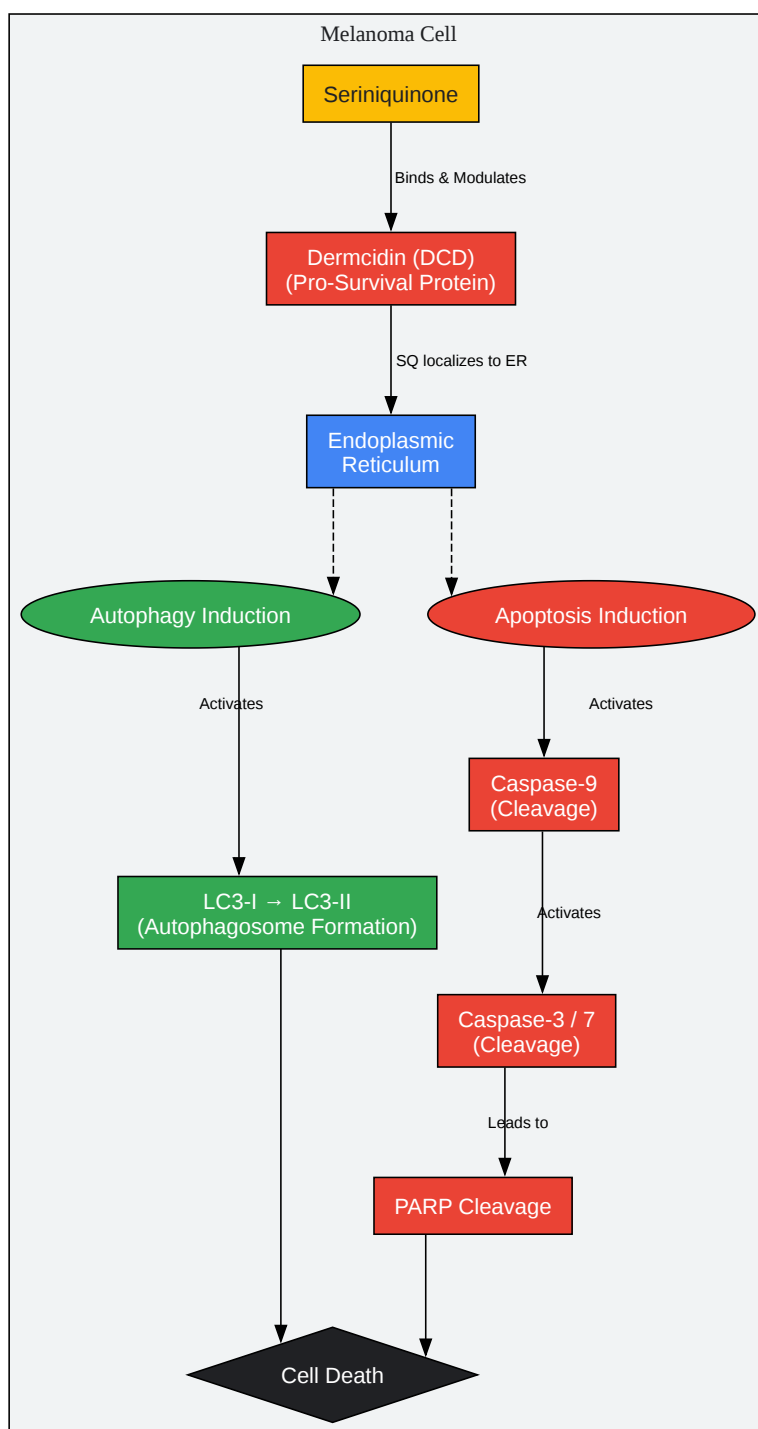 Melanoma Cell
Seriniquinone
Binds & Modulates
Dermcidin (DCD)
(Pro-Survival Protein)
SQ localizes to ER
Endoplasmic
Reticulum
Autophagy Induction
Apoptosis Induction
Activates
Activates
Caspase-9
(Cleavage)
LC3-I → LC3-II
(Autophagosome Formation)
Activates
Caspase-3 / 7
(Cleavage)
Leads to
PARP Cleavage
Cell Death